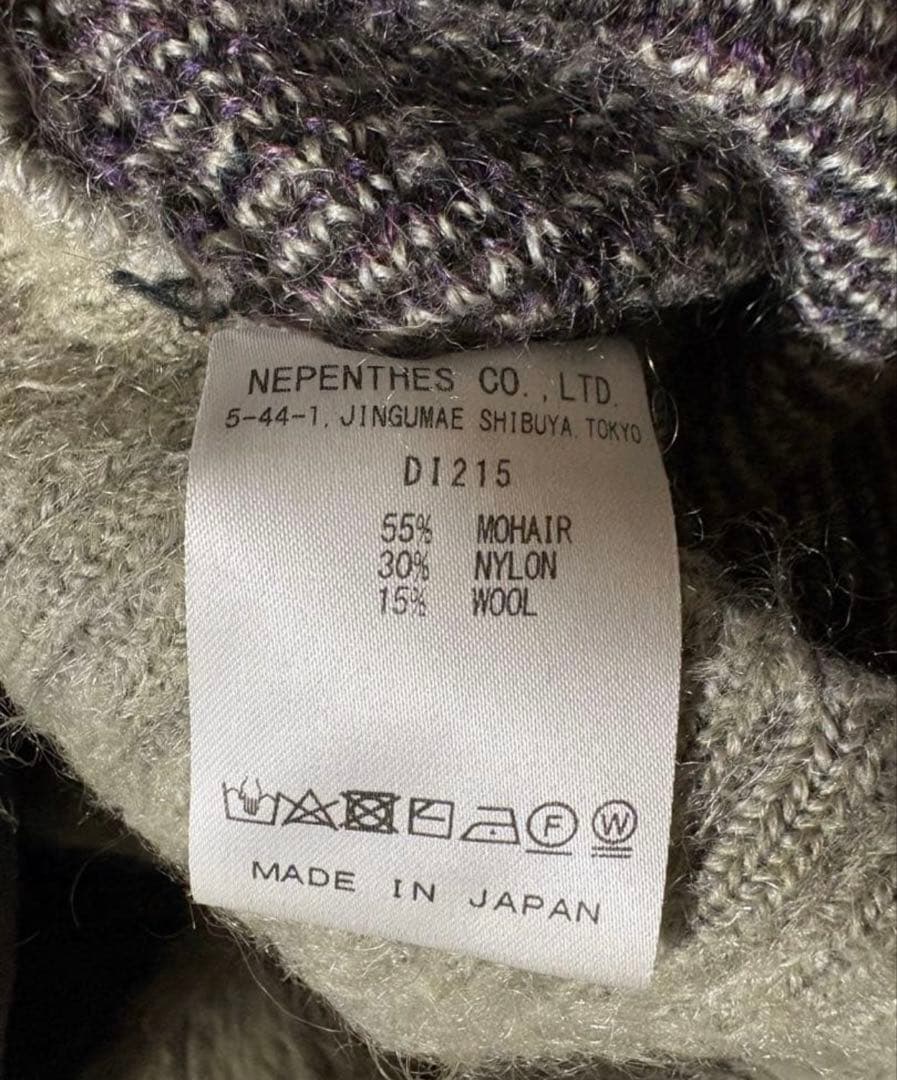 NEPENTHES CO., LTD.
5-44-1, JINGUMAE SHIBUYA, TOKYO
DI215
55% MOHAIR
30% NYLON
15% WOOL
F W
MADE IN JAPAN